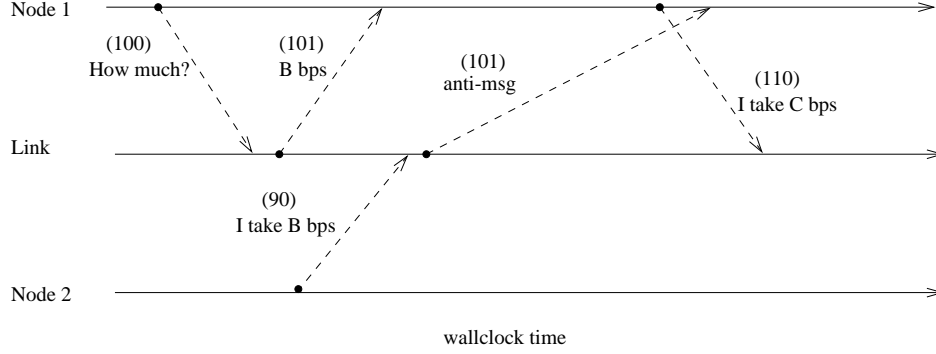 Node 1
(100)
How much?
(101)
B bps
(101)
anti-msg
(110)
I take C bps
Link
(90)
I take B bps
Node 2
wallclock time